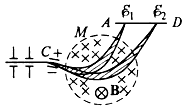 ℰ₁ ℰ₂
M A D
C + −
B